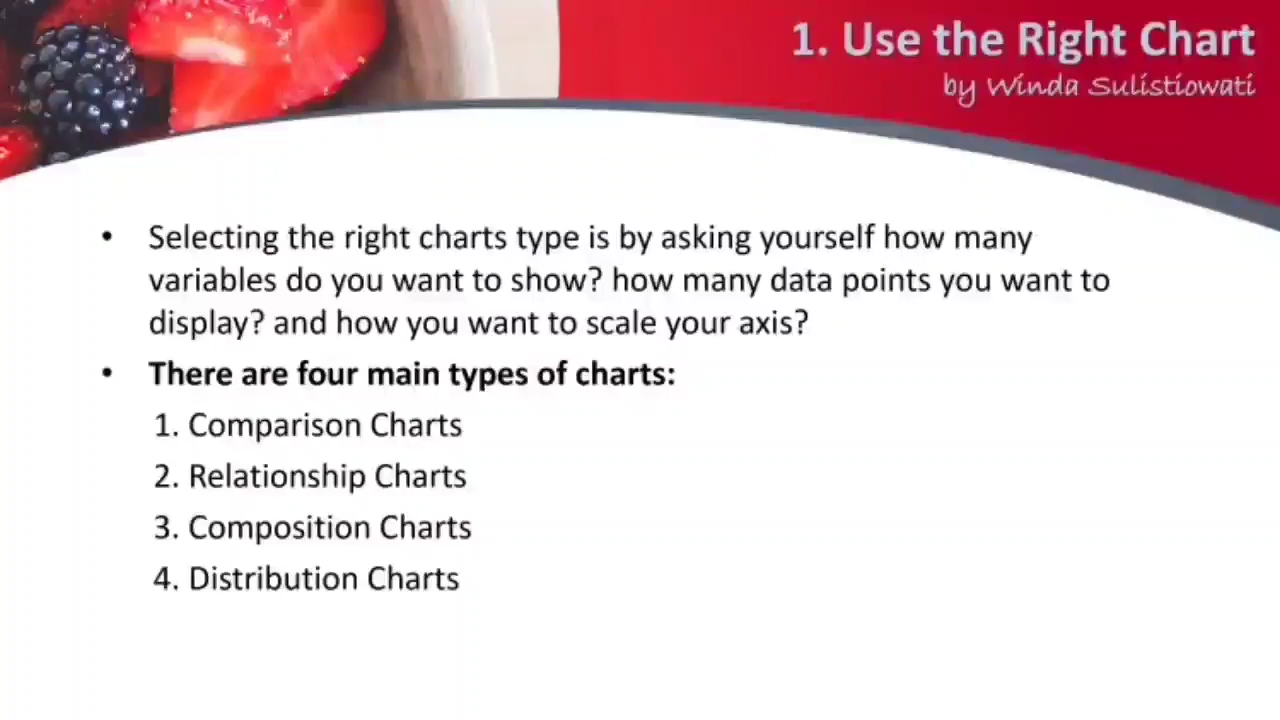 1. Use the Right Chart
by Winda Sulistiowati
• Selecting the right charts type is by asking yourself how many
variables do you want to show? how many data points you want to
display? and how you want to scale your axis?
• There are four main types of charts:
1. Comparison Charts
2. Relationship Charts
3. Composition Charts
4. Distribution Charts